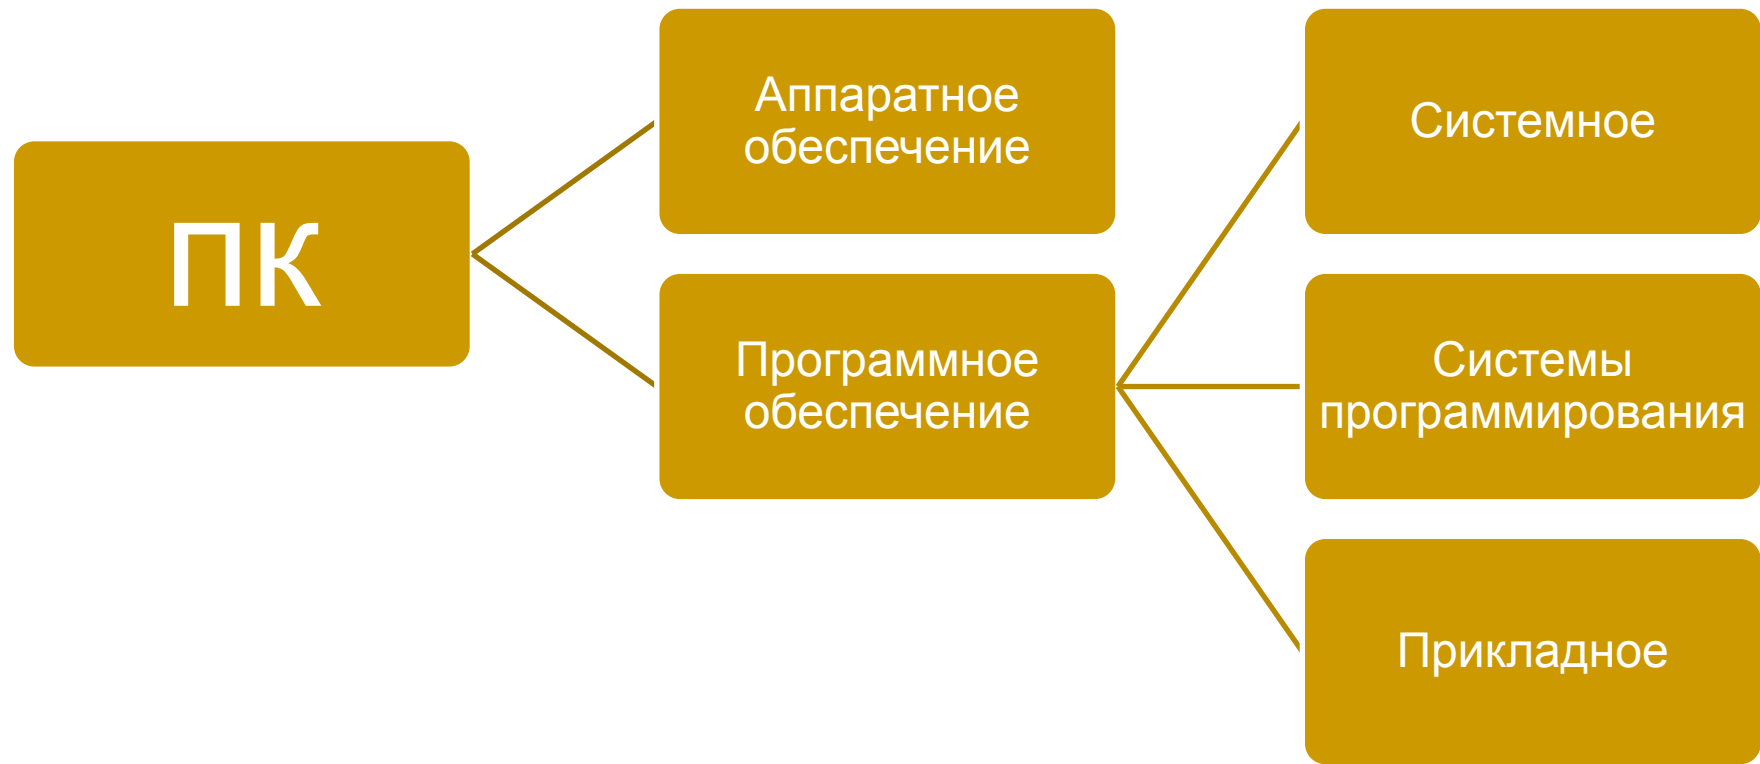 ПК
Аппаратное
обеспечение
Программное
обеспечение
Системное
Системы
программирования
Прикладное